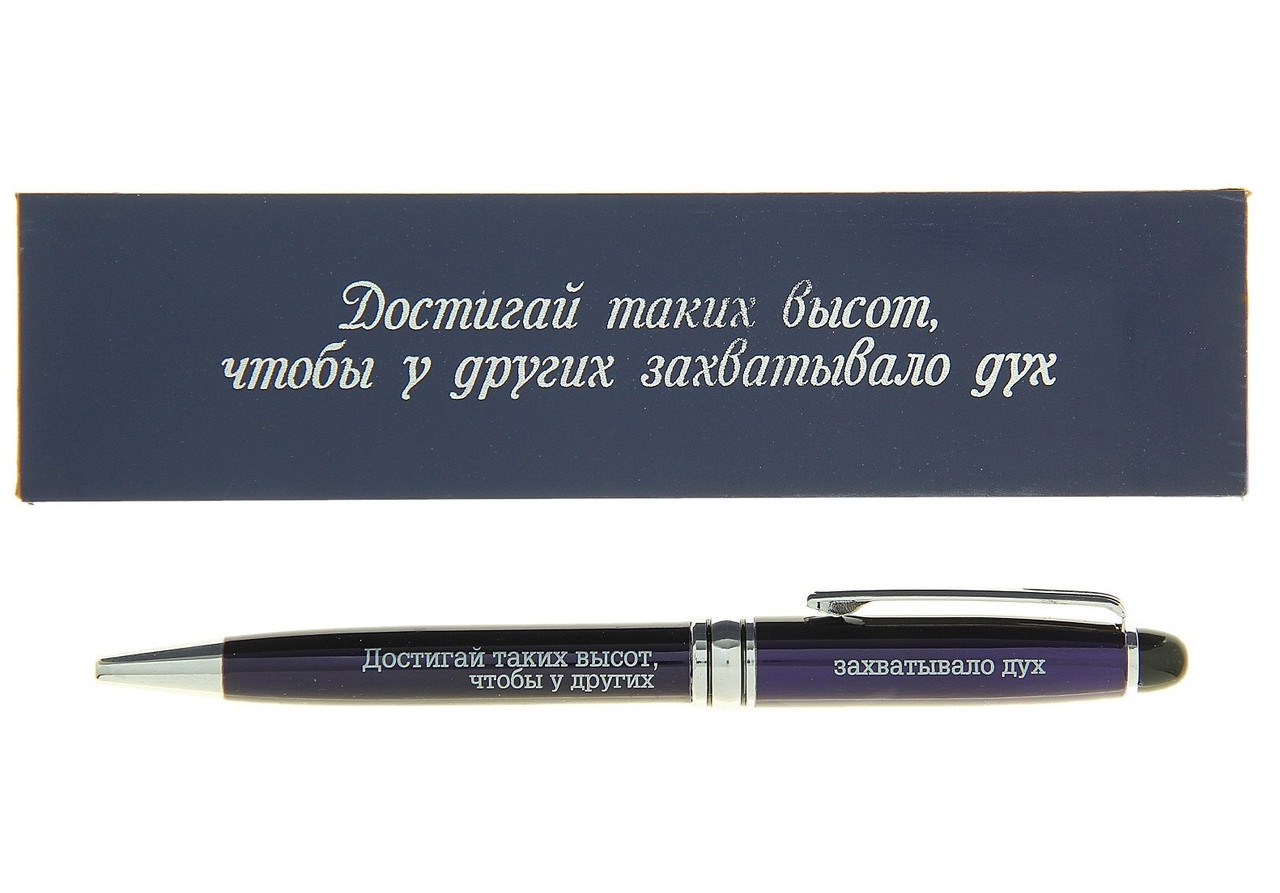 Достигай таких высот,
чтобы у других захватывало дух
Достигай таких высот,
чтобы у других
захватывало дух